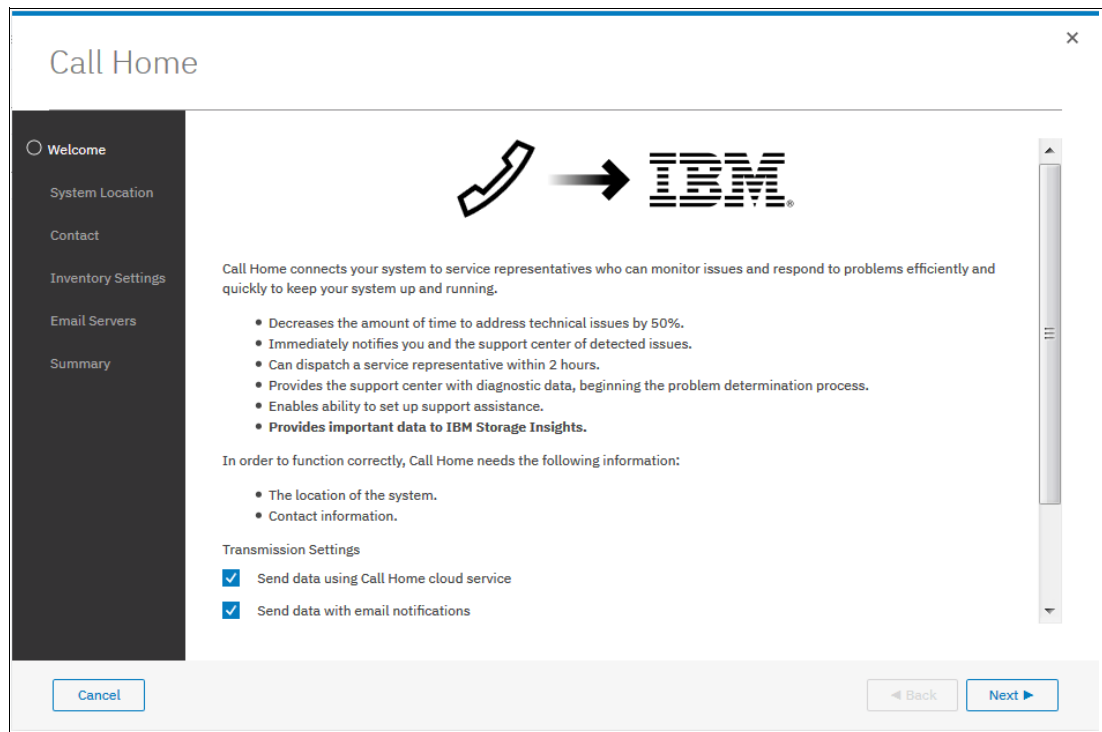 Call Home
Welcome
System Location
Contact
Inventory Settings
Email Servers
Summary
IBM®
Call Home connects your system to service representatives who can monitor issues and respond to problems efficiently and
quickly to keep your system up and running.
• Decreases the amount of time to address technical issues by 50%.
• Immediately notifies you and the support center of detected issues.
• Can dispatch a service representative within 2 hours.
• Provides the support center with diagnostic data, beginning the problem determination process.
• Enables ability to set up support assistance.
• Provides important data to IBM Storage Insights.
In order to function correctly, Call Home needs the following information:
• The location of the system.
• Contact information.
Transmission Settings
Send data using Call Home cloud service
Send data with email notifications
Cancel
Back
Next